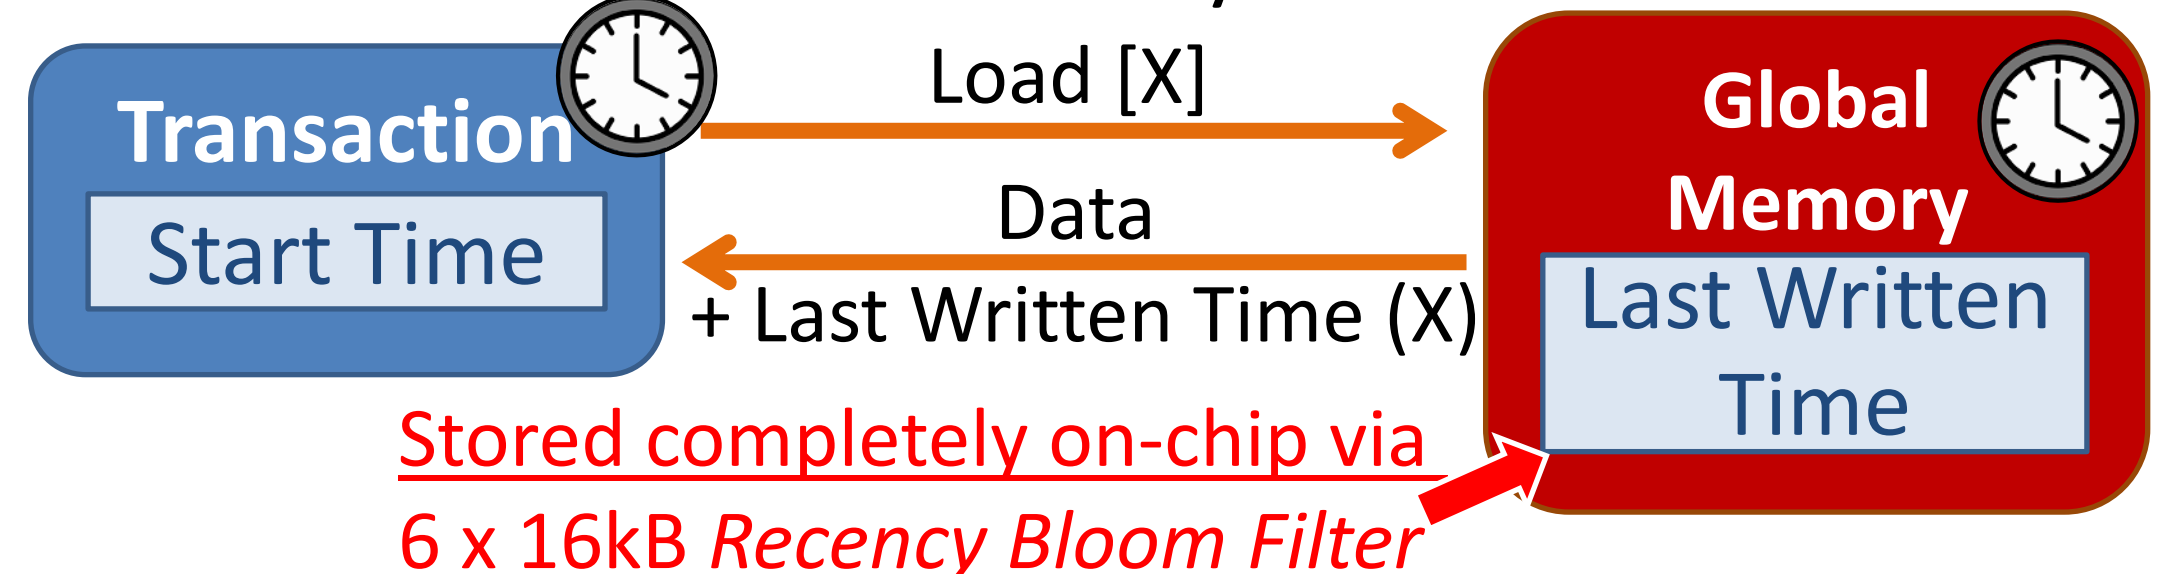 Load [X]
Transaction
Global
Memory
Data
Start Time
+ Last Written Time (X)
Last Written
Time
Stored completely on-chip via
6 x 16kB Recency Bloom Filter